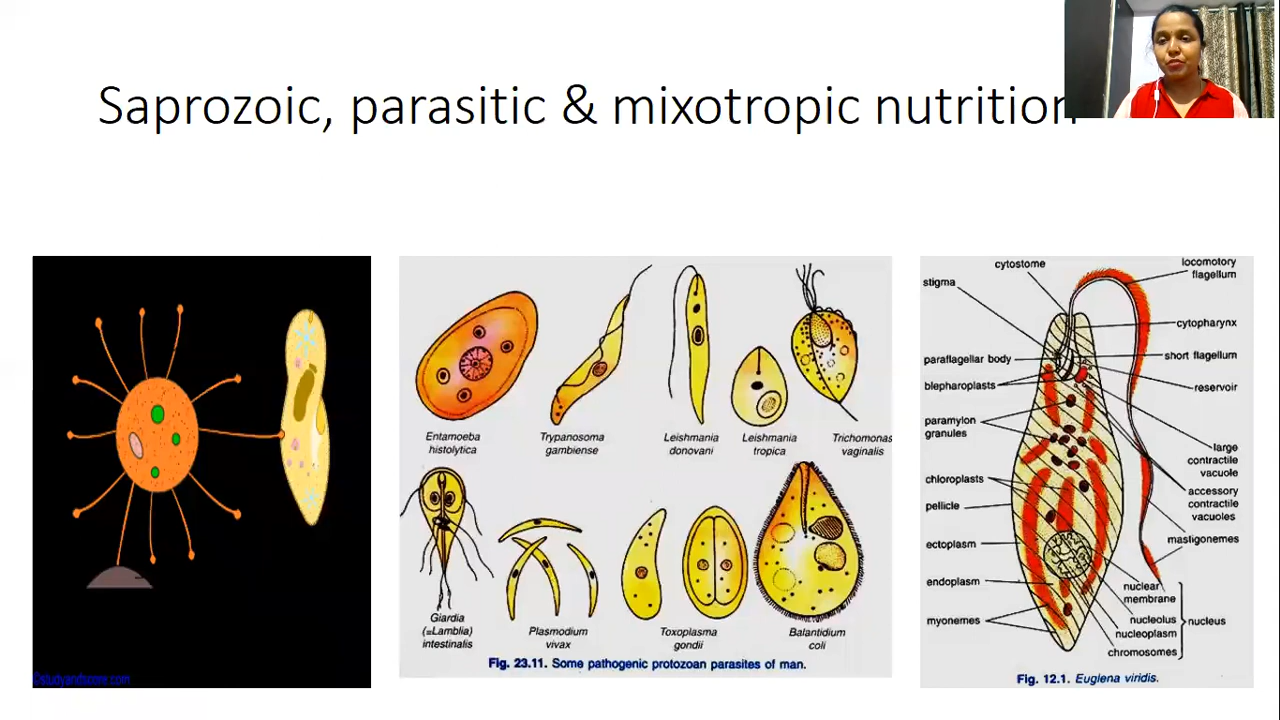 Saprozoic, parasitic & mixotropic nutrition
©studyandscore.com
Entamoeba
histolytica
Trypanosoma
gambiense
Leishmania
donovani
Leishmania
tropica
Trichomonas
vaginalis
Giardia
(=Lamblia)
intestinalis
Plasmodium
vivax
Toxoplasma
gondii
Balantidium
coli
Fig. 23.11. Some pathogenic protozoan parasites of man.
cytostome
locomotory
flagellum
stigma
cytopharynx
paraflagellar body
short flagellum
blepharoplasts
reservoir
paramylon
granules
large
contractile
vacuole
chloroplasts
accessory
contractile
vacuoles
pellicle
mastigonemes
ectoplasm
endoplasm
nuclear
membrane
myonemes
nucleolus
nucleus
nucleoplasm
chromosomes
Fig. 12.1. Euglena viridis.